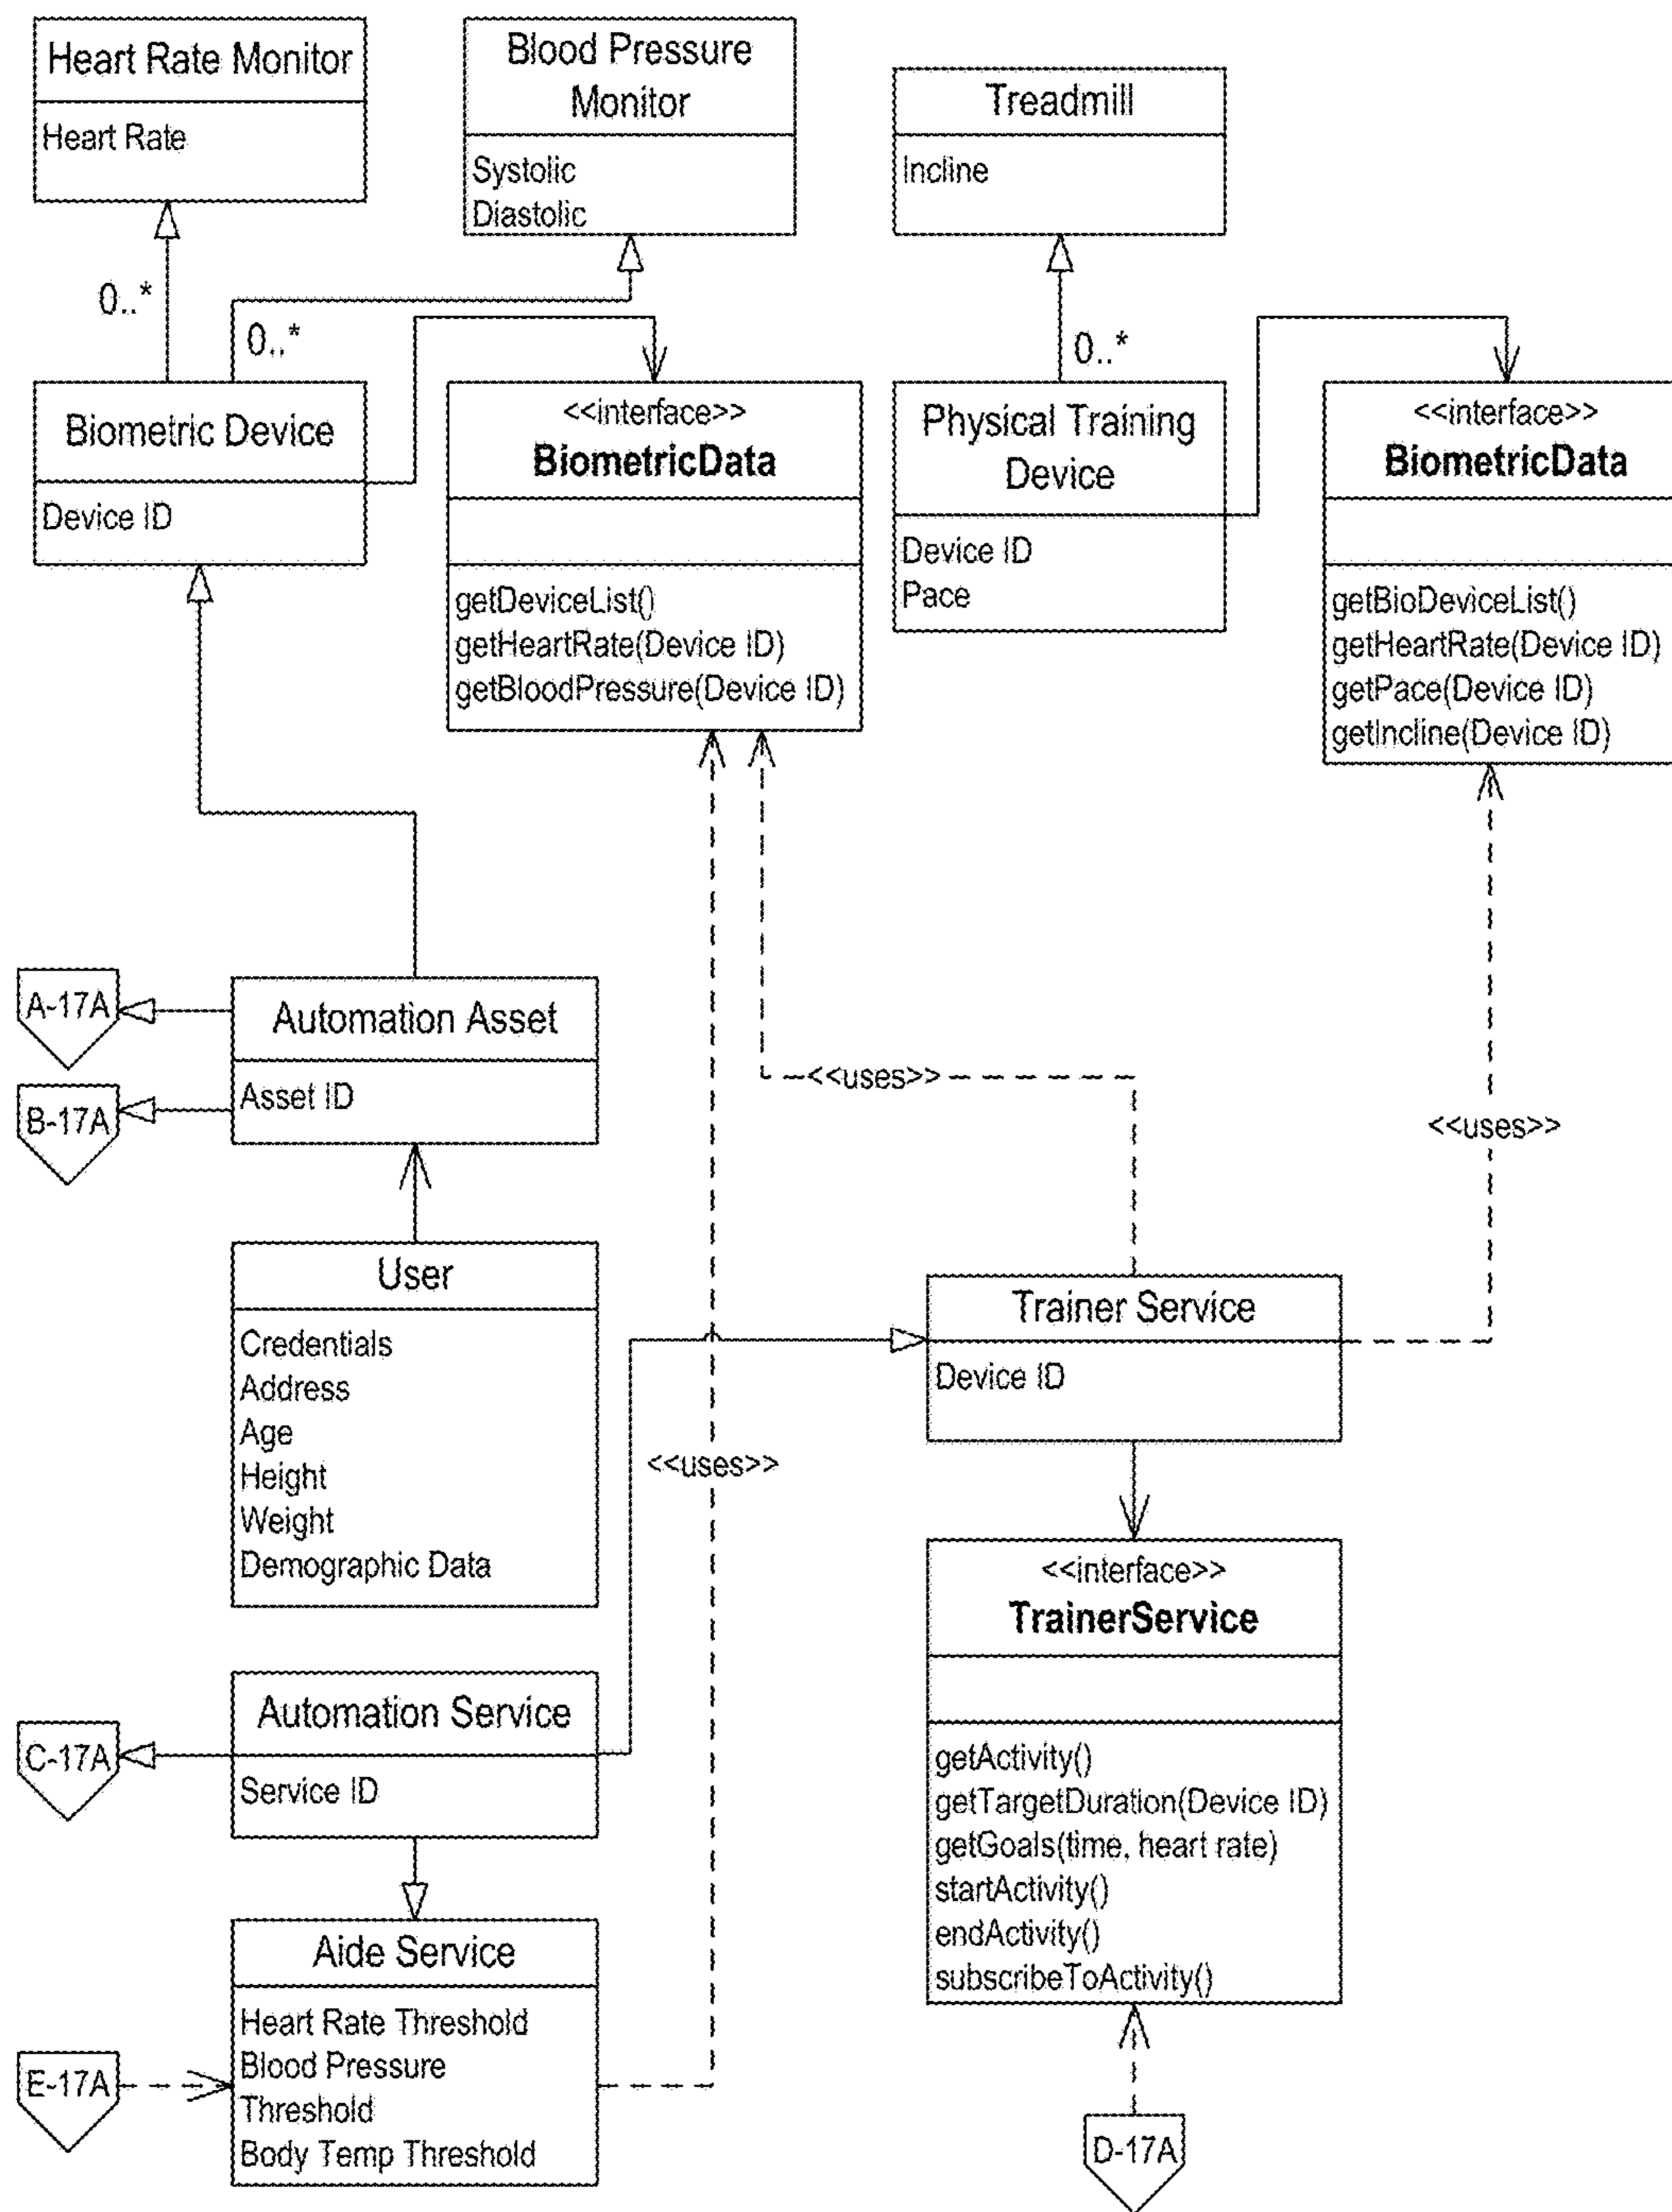 Heart Rate Monitor
Heart Rate
Blood Pressure
Monitor
Systolic
Diastolic
Treadmill
Incline
0..*
0..*
0..*
Biometric Device
Device ID
<<interface>>
BiometricData
getDeviceList()
getHeartRate(Device ID)
getBloodPressure(Device ID)
Physical Training
Device
Device ID
Pace
<<interface>>
BiometricData
getBioDeviceList()
getHeartRate(Device ID)
getPace(Device ID)
getIncline(Device ID)
A-17A
B-17A
Automation Asset
Asset ID
<<uses>>
<<uses>>
User
Credentials
Address
Age
Height
Weight
Demographic Data
<<uses>>
Trainer Service
Device ID
<<interface>>
TrainerService
getActivity()
getTargetDuration(Device ID)
getGoals(time, heart rate)
startActivity()
endActivity()
subscribeToActivity()
C-17A
Automation Service
Service ID
Aide Service
Heart Rate Threshold
Blood Pressure
Threshold
Body Temp Threshold
E-17A
D-17A